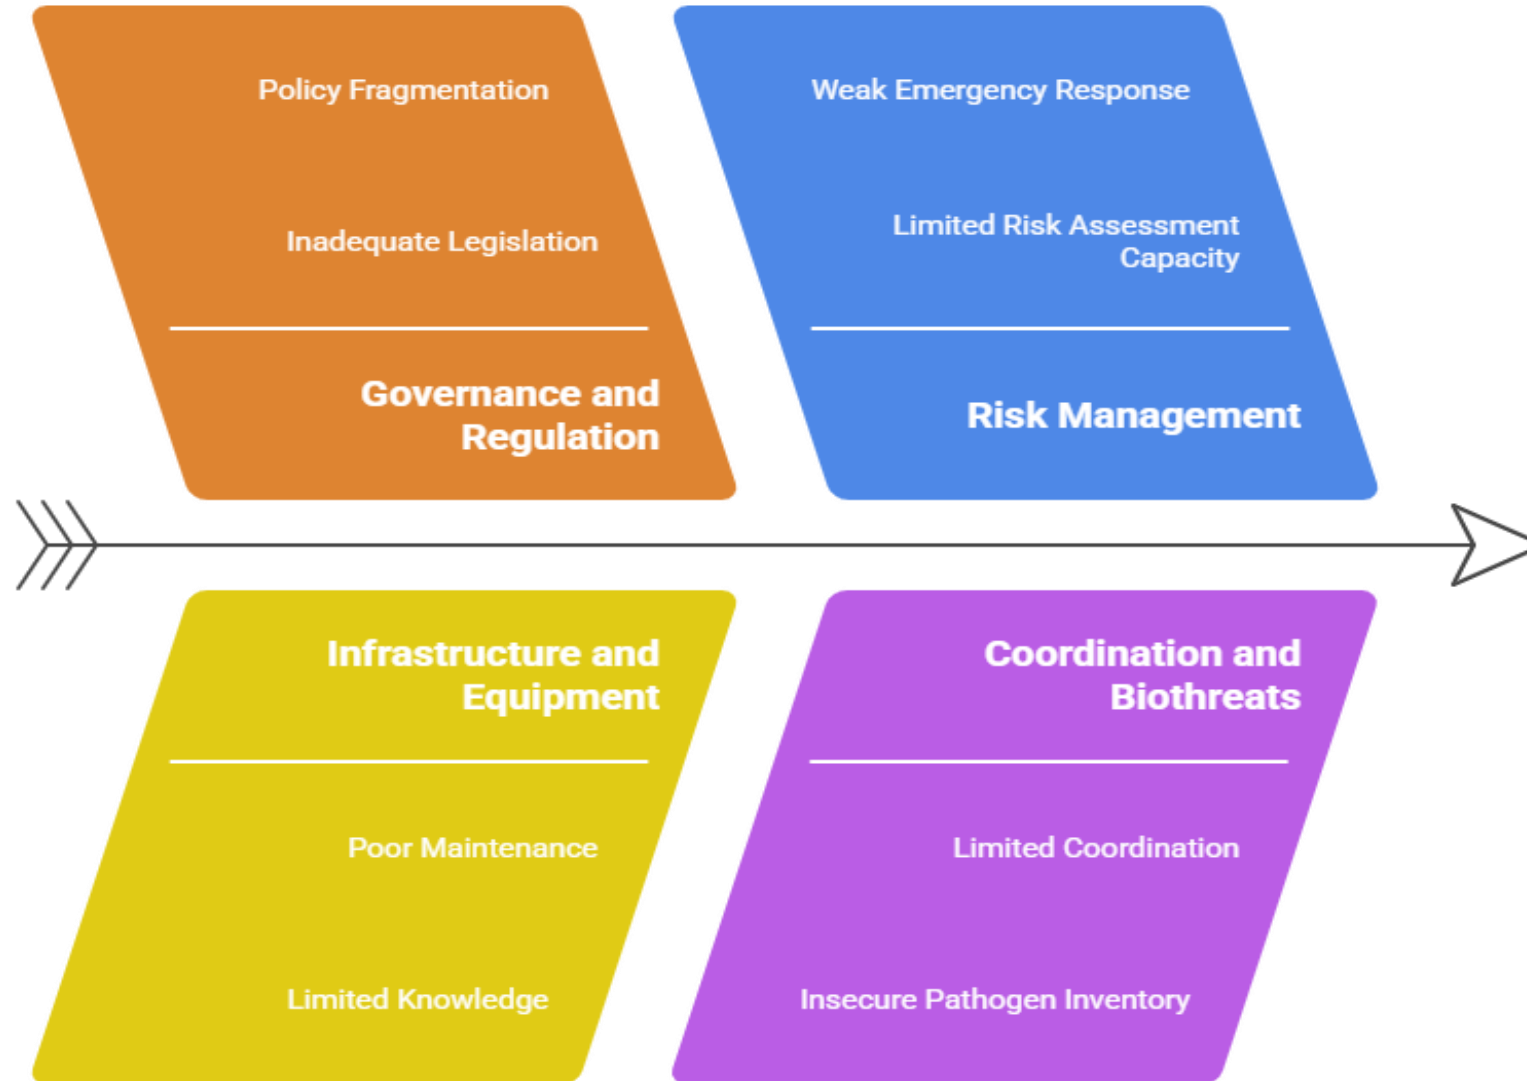 Policy Fragmentation
Inadequate Legislation
Governance and
Regulation
Weak Emergency Response
Limited Risk Assessment
Capacity
Risk Management
Infrastructure and
Equipment
Poor Maintenance
Limited Knowledge
Coordination and
Biothreats
Limited Coordination
Insecure Pathogen Inventory